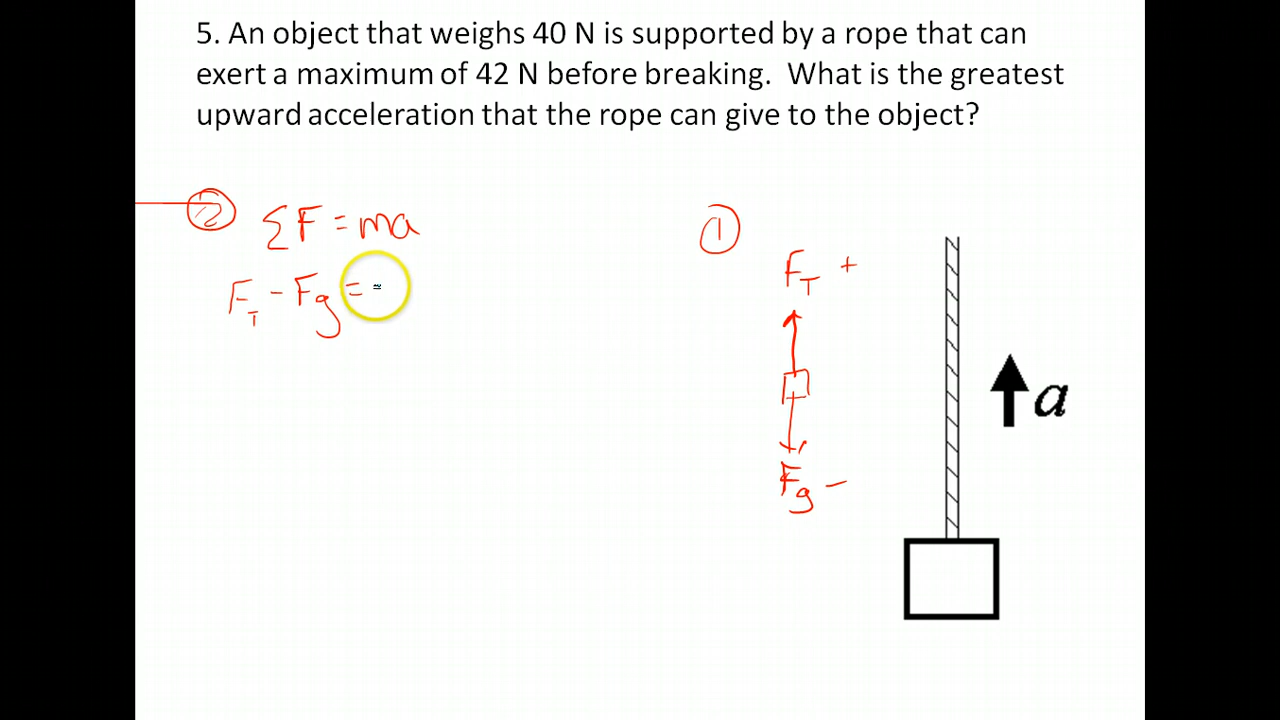 5. An object that weighs 40 N is supported by a rope that can
exert a maximum of 42 N before breaking. What is the greatest
upward acceleration that the rope can give to the object?
② ΣF = ma
F_T - Fg =
①
F_T +
a
Fg -